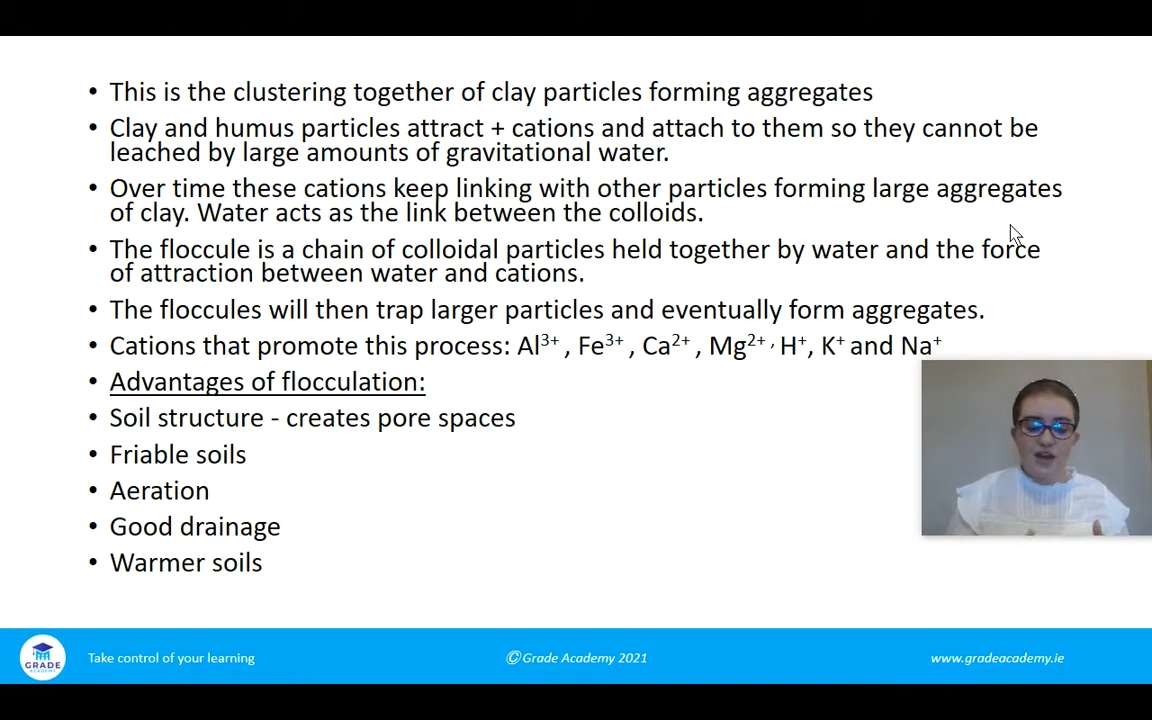 • This is the clustering together of clay particles forming aggregates
• Clay and humus particles attract + cations and attach to them so they cannot be
leached by large amounts of gravitational water.
• Over time these cations keep linking with other particles forming large aggregates
of clay. Water acts as the link between the colloids.
• The floccule is a chain of colloidal particles held together by water and the force
of attraction between water and cations.
• The floccules will then trap larger particles and eventually form aggregates.
• Cations that promote this process: Al³⁺ , Fe³⁺ , Ca²⁺ , Mg²⁺ ʼ H⁺, K⁺ and Na⁺
• Advantages of flocculation:
• Soil structure - creates pore spaces
• Friable soils
• Aeration
• Good drainage
• Warmer soils
GRADE
ACADEMY
Take control of your learning
©Grade Academy 2021
www.gradeacademy.ie